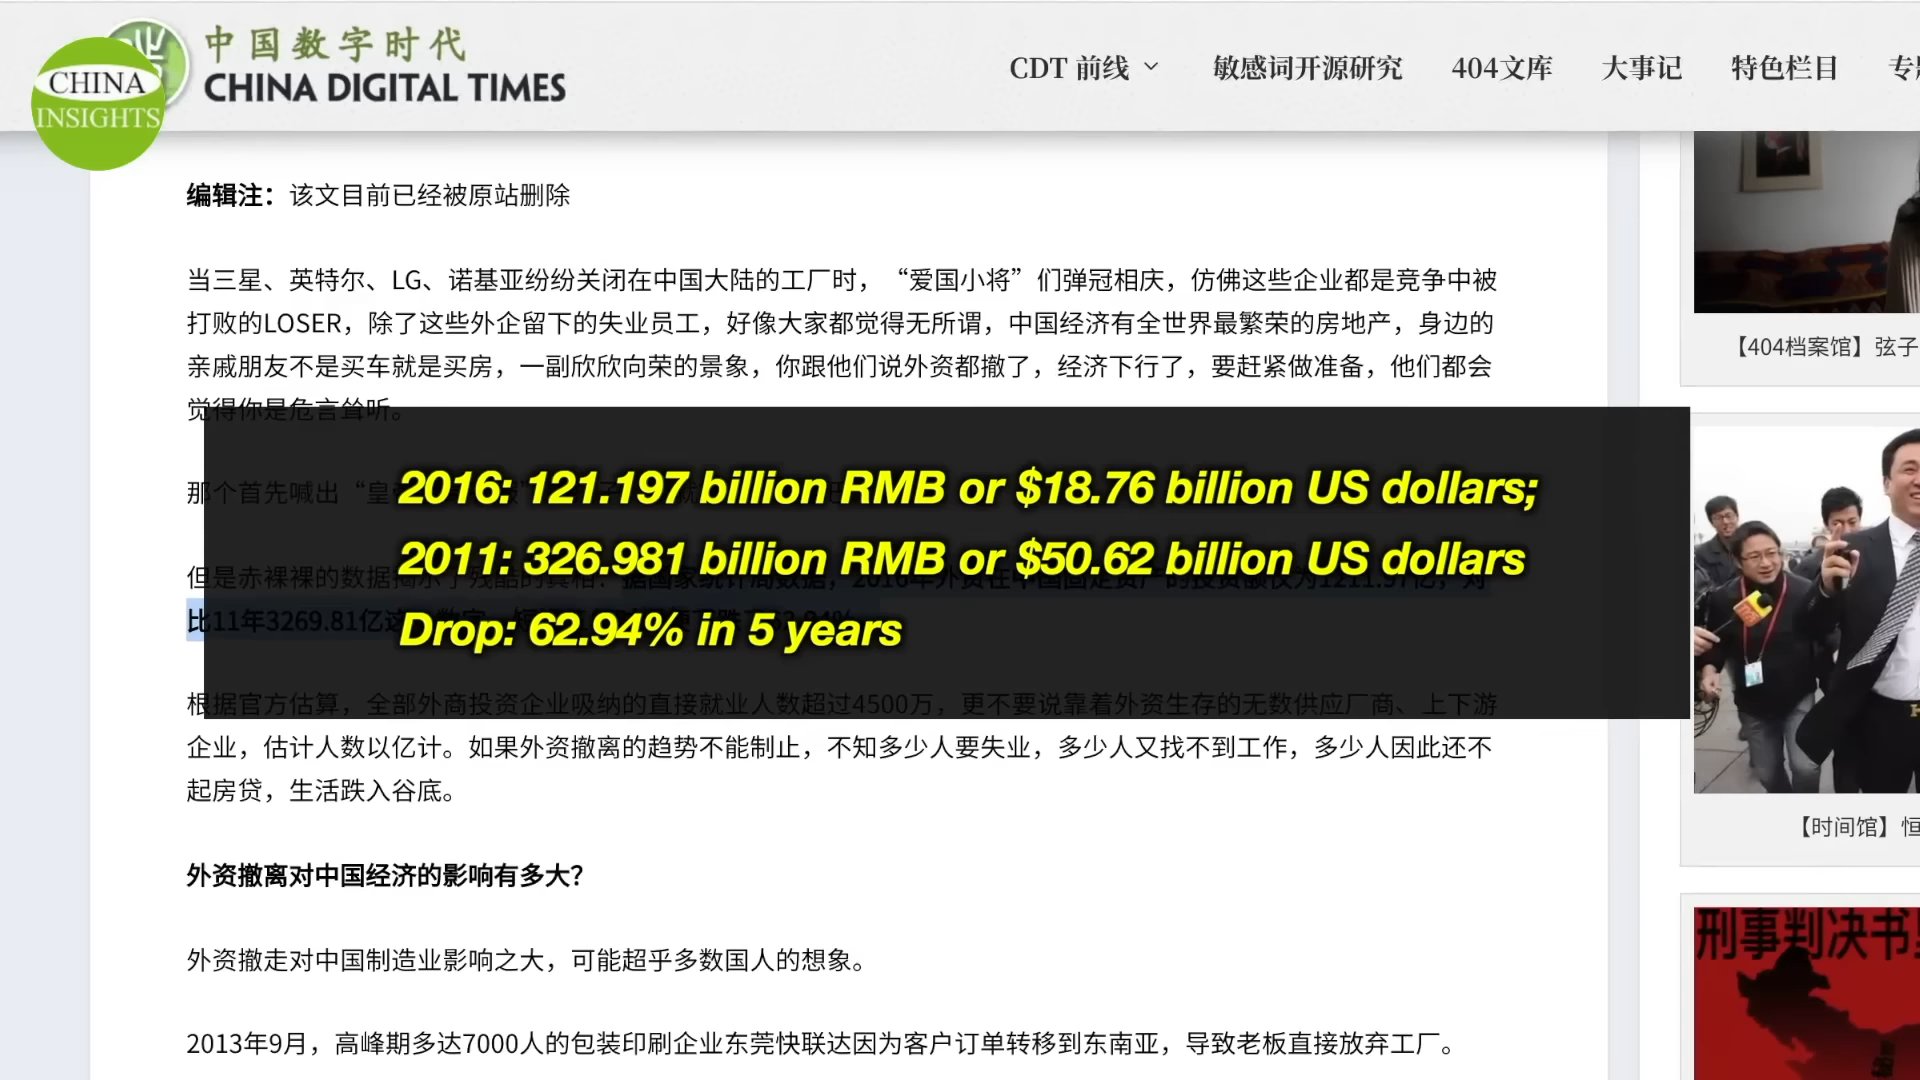 中国数字时代
CHINA DIGITAL TIMES
CHINA
INSIGHTS
CDT 前线 敏感词开源研究 404文库 大事记 特色栏目
编辑注：该文目前已经被原站删除
当三星、英特尔、LG、诺基亚纷纷关闭在中国大陆的工厂时，“爱国小将”们弹冠相庆，仿佛这些企业都是竞争中被
打败的LOSER，除了这些外企留下的失业员工，好像大家都觉得无所谓，中国经济有全世界最繁荣的房地产，身边的
亲戚朋友不是买车就是买房，一副欣欣向荣的景象，你跟他们说外资都撤了，经济下行了，要赶紧做准备，他们都会
觉得你是危言耸听。
那个首先喊出“皇
2016: 121.197 billion RMB or $18.76 billion US dollars;
2011: 326.981 billion RMB or $50.62 billion US dollars
Drop: 62.94% in 5 years
但是赤裸裸的数据揭示了残酷的真相：据国家统计局数据，2016年外资在中国固定资产的投资额仅为1211.97亿，对
比11年3269.81亿这
根据官方估算，全部外商投资企业吸纳的直接就业人数超过4500万，更不要说靠着外资生存的无数供应厂商、上下游
企业，估计人数以亿计。如果外资撤离的趋势不能制止，不知多少人要失业，多少人又找不到工作，多少人因此还不
起房贷，生活跌入谷底。
外资撤离对中国经济的影响有多大？
外资撤走对中国制造业影响之大，可能超乎多数国人的想象。
2013年9月，高峰期多达7000人的包装印刷企业东莞快联达因为客户订单转移到东南亚，导致老板直接放弃工厂。
【404档案馆】弦子
【时间馆】恒
刑事判决书